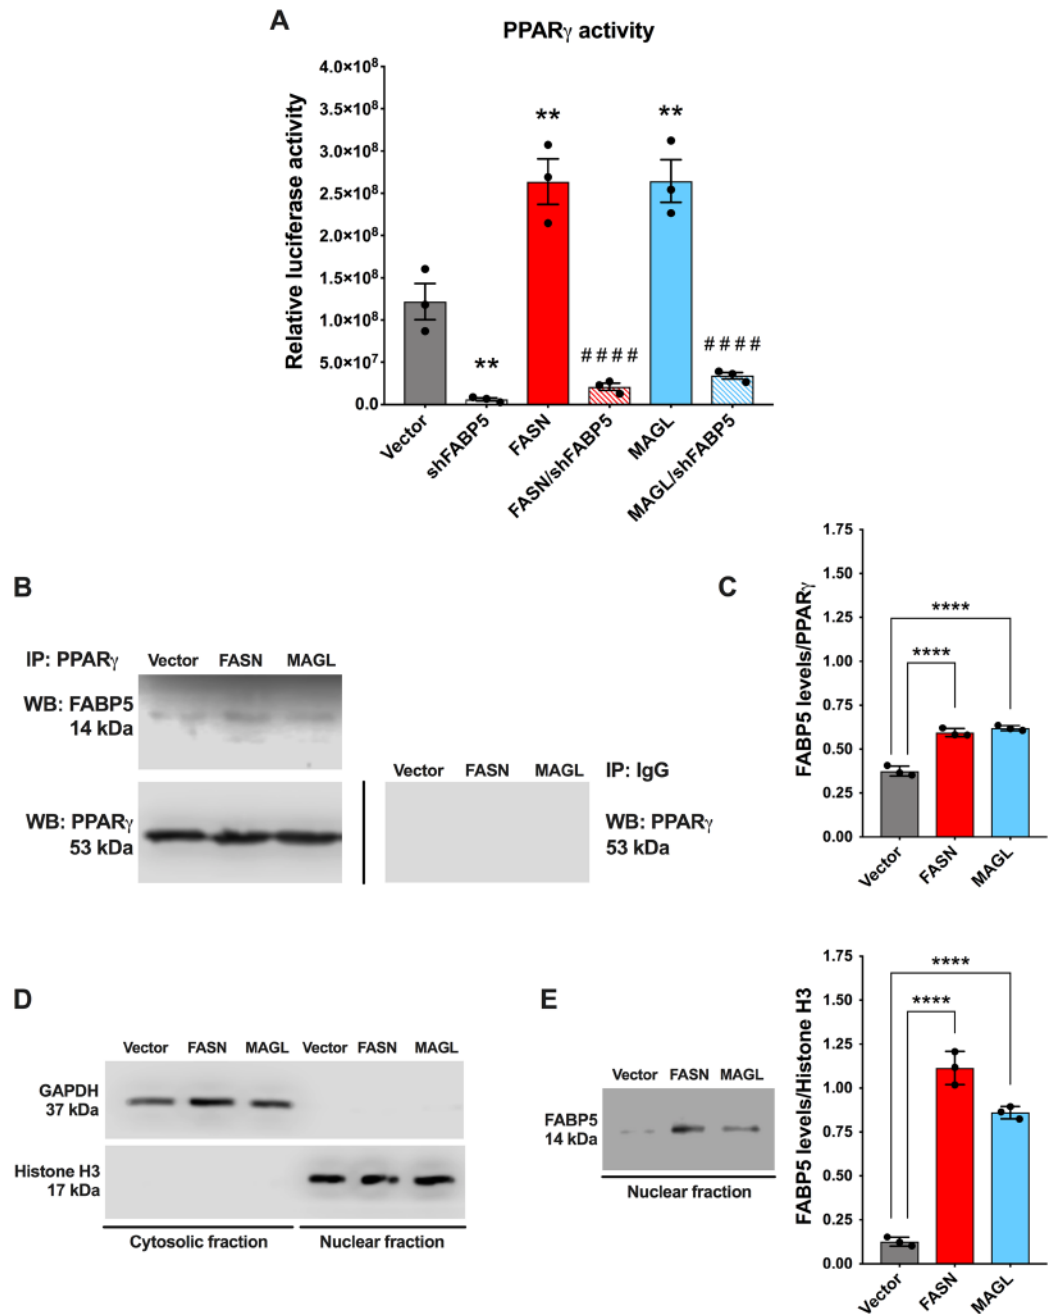 A
PPARγ activity
Relative luciferase activity
4.0×10⁸
3.5×10⁸
3.0×10⁸
2.5×10⁸
2.0×10⁸
1.5×10⁸
1.0×10⁸
5.0×10⁷
0.0
**
**
**
####
####
Vector
shFABP5
FASN
FASN/shFABP5
MAGL
MAGL/shFABP5
B
IP: PPARγ
Vector FASN MAGL
WB: FABP5
14 kDa
WB: PPARγ
53 kDa
Vector FASN MAGL
IP: IgG
WB: PPARγ
53 kDa
C
FABP5 levels/PPARγ
1.75
1.50
1.25
1.00
0.75
0.50
0.25
0.00
****
****
Vector
FASN
MAGL
D
Vector FASN MAGL Vector FASN MAGL
GAPDH
37 kDa
Histone H3
17 kDa
Cytosolic fraction Nuclear fraction
E
Vector FASN MAGL
FABP5
14 kDa
Nuclear fraction
FABP5 levels/Histone H3
1.75
1.50
1.25
1.00
0.75
0.50
0.25
0.00
****
****
Vector
FASN
MAGL